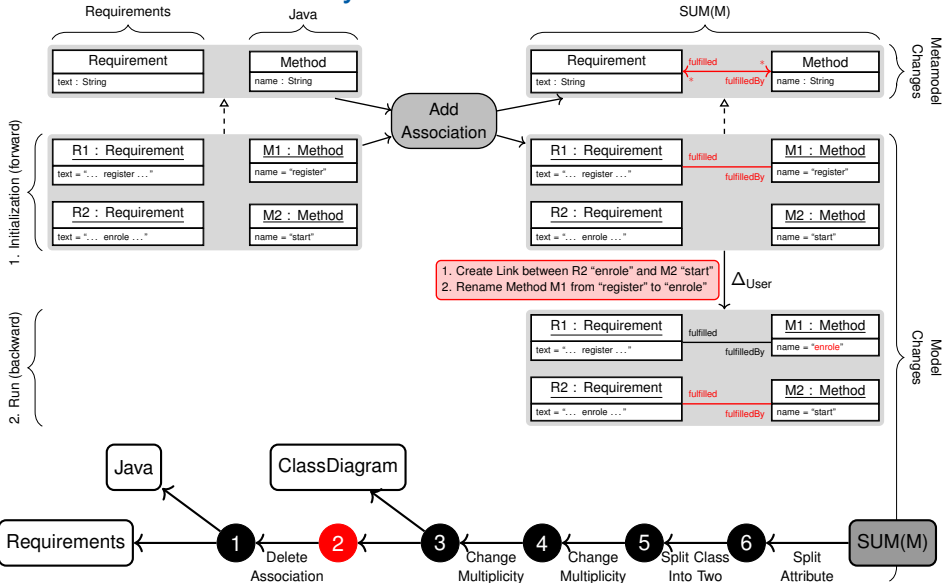 Requirements
Java
SUM(M)
Requirement
text : String
Method
name : String
Requirement
text : String
fulfilled
*
*
fulfilledBy
Method
name : String
Metamodel
Changes
Add
Association
1. Initialization (forward)
R1 : Requirement
text = “... register ...”
M1 : Method
name = “register”
R2 : Requirement
text = “... enrole ...”
M2 : Method
name = “start”
R1 : Requirement
text = “... register ...”
fulfilled
fulfilledBy
M1 : Method
name = “register”
R2 : Requirement
text = “... enrole ...”
M2 : Method
name = “start”
1. Create Link between R2 “enrole” and M2 “start”
2. Rename Method M1 from “register” to “enrole”
ΔUser
Model
Changes
2. Run (backward)
R1 : Requirement
text = “... register ...”
fulfilled
fulfilledBy
M1 : Method
name = “enrole”
R2 : Requirement
text = “... enrole ...”
fulfilled
fulfilledBy
M2 : Method
name = “start”
Java
ClassDiagram
Requirements
1
Delete
Association
2
3
Change
Multiplicity
4
Change
Multiplicity
5
Split Class
Into Two
6
Split
Attribute
SUM(M)